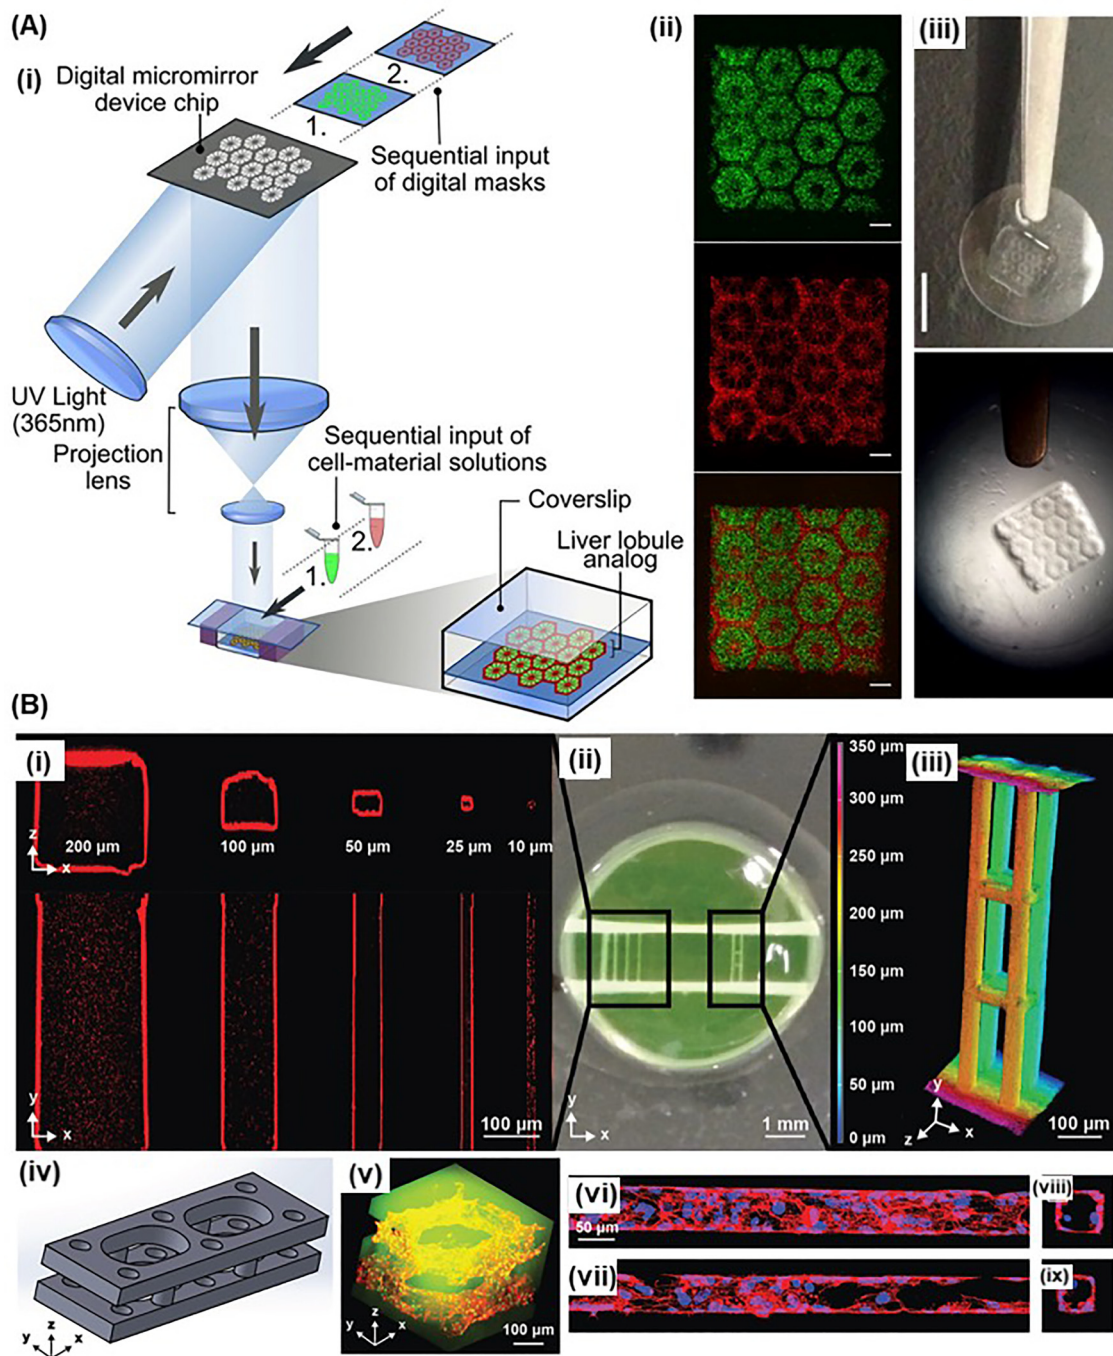 (A)
(i)
Digital micromirror
device chip
2.
1.
Sequential input
of digital masks
UV Light
(365nm)
Projection
lens
Sequential input of
cell-material solutions
2.
1.
Coverslip
Liver lobule
analog
(ii)
(iii)
(B)
(i)
200 µm
100 µm
50 µm
25 µm
10 µm
z
x
y
x
100 µm
(ii)
y
x
1 mm
350 µm
300 µm
250 µm
200 µm
150 µm
100 µm
50 µm
0 µm
(iii)
y
z
x
100 µm
(iv)
z
y
x
(v)
z
y
x
100 µm
(vi)
50 µm
(viii)
(vii)
(ix)